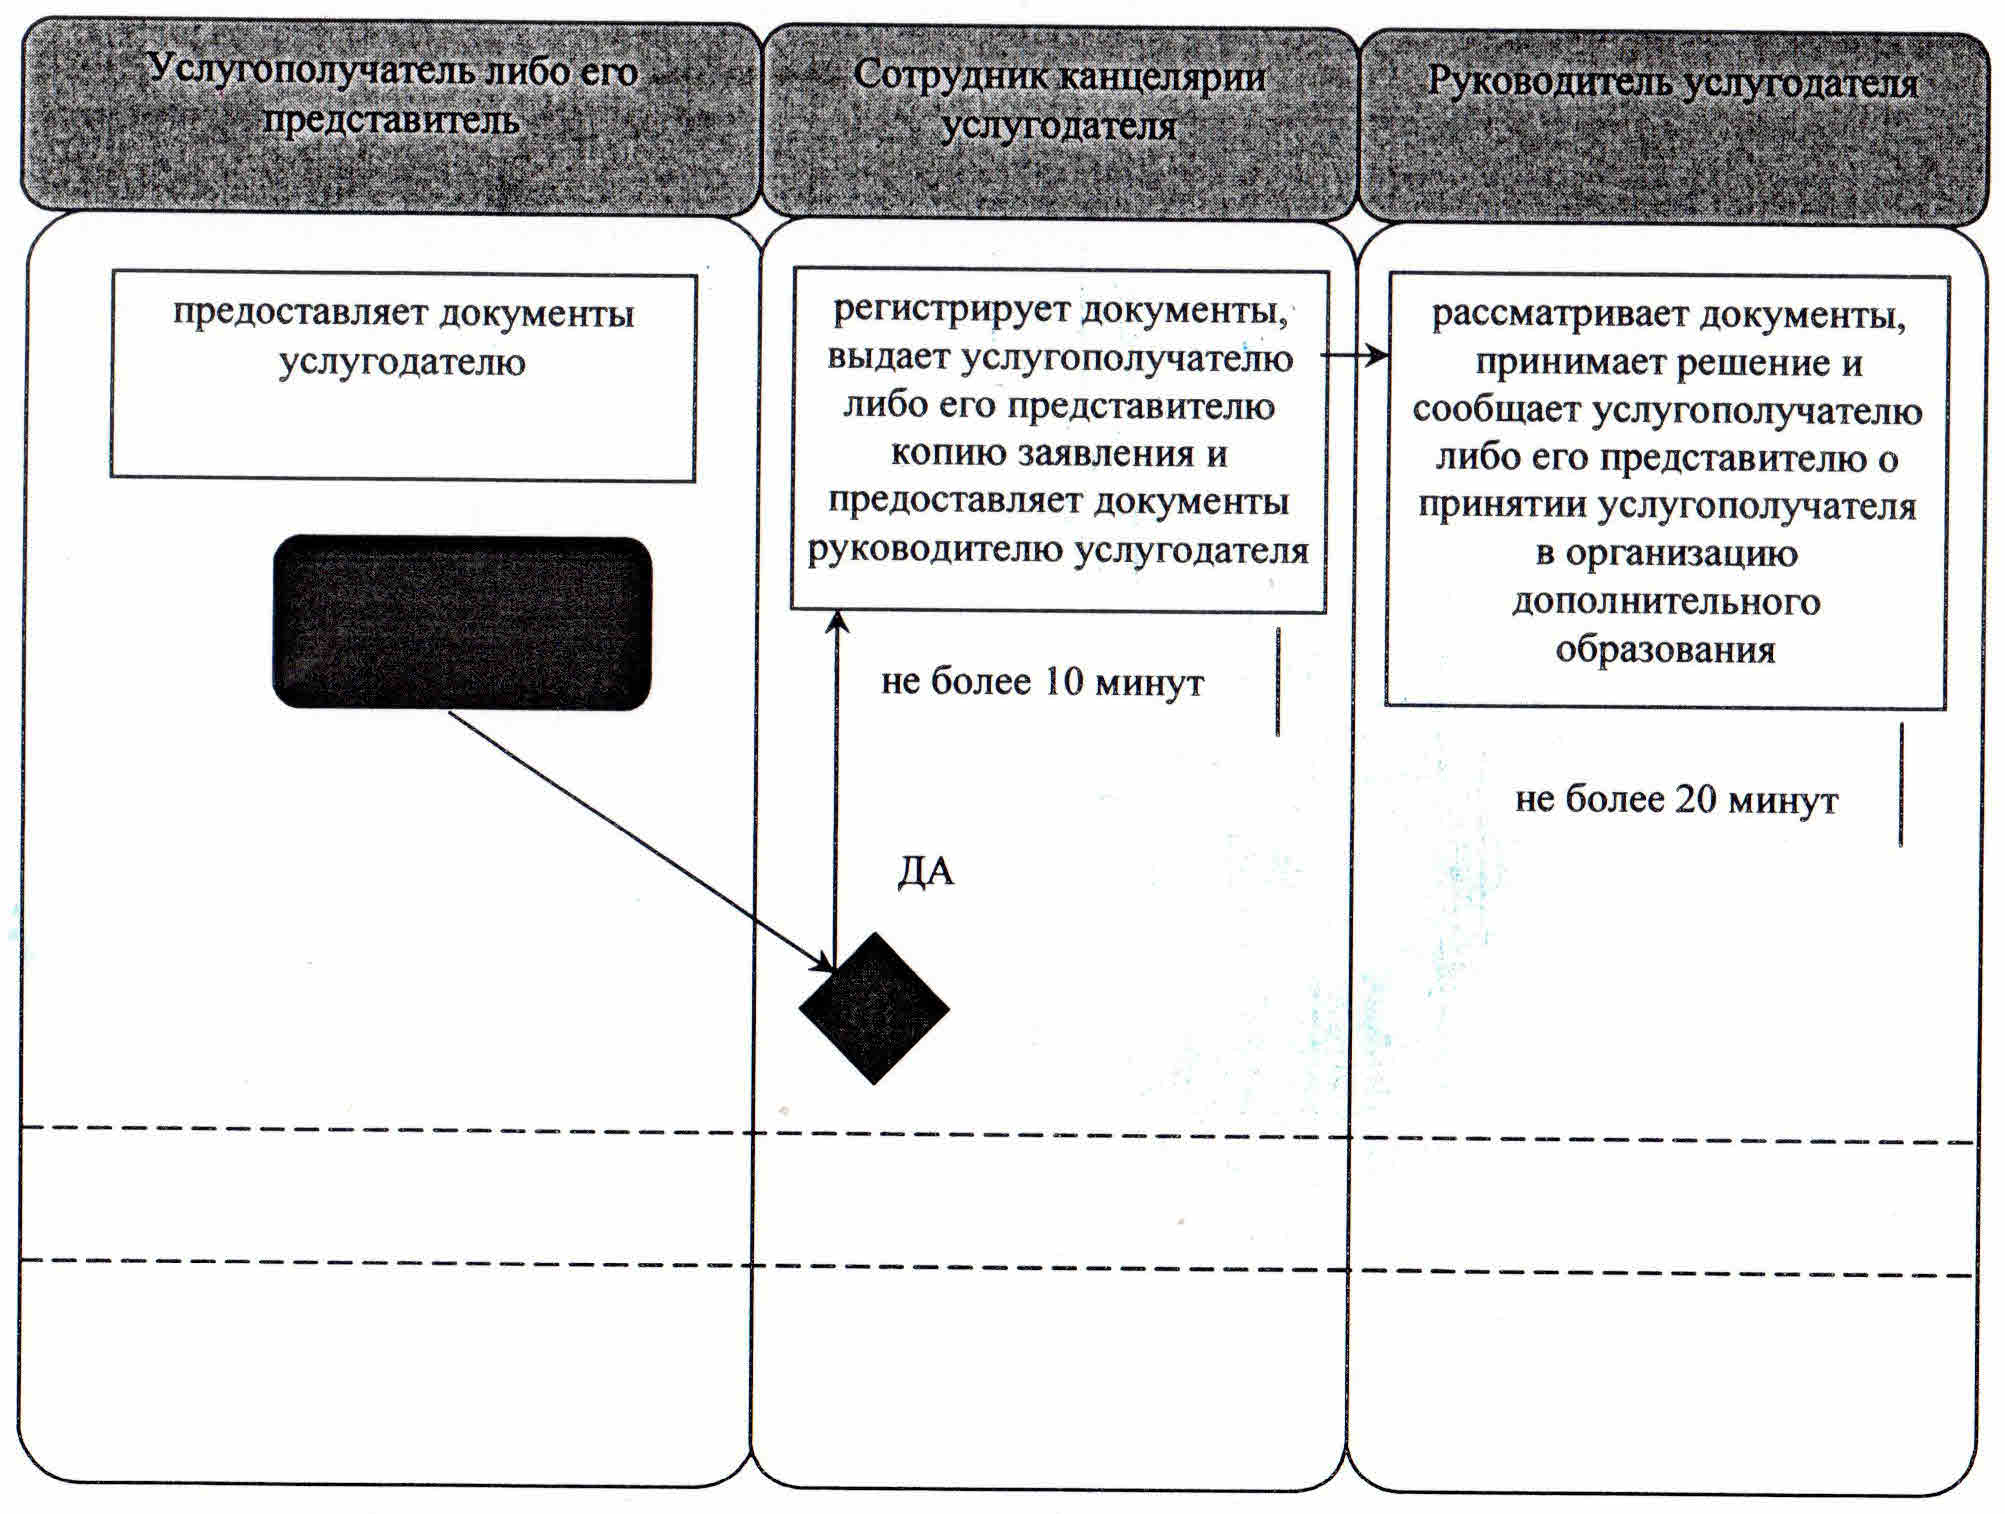 Услугополучатель либо его
представитель
Сотрудник канцелярии
услугодателя
Руководитель услугодателя
предоставляет документы
услугодателю
регистрирует документы,
выдает услугополучателю
либо его представителю
копию заявления и
предоставляет документы
руководителю услугодателя
не более 10 минут
ДА
рассматривает документы,
принимает решение и
сообщает услугополучателю
либо его представителю о
принятии услугополучателя
в организацию
дополнительного
образования
не более 20 минут